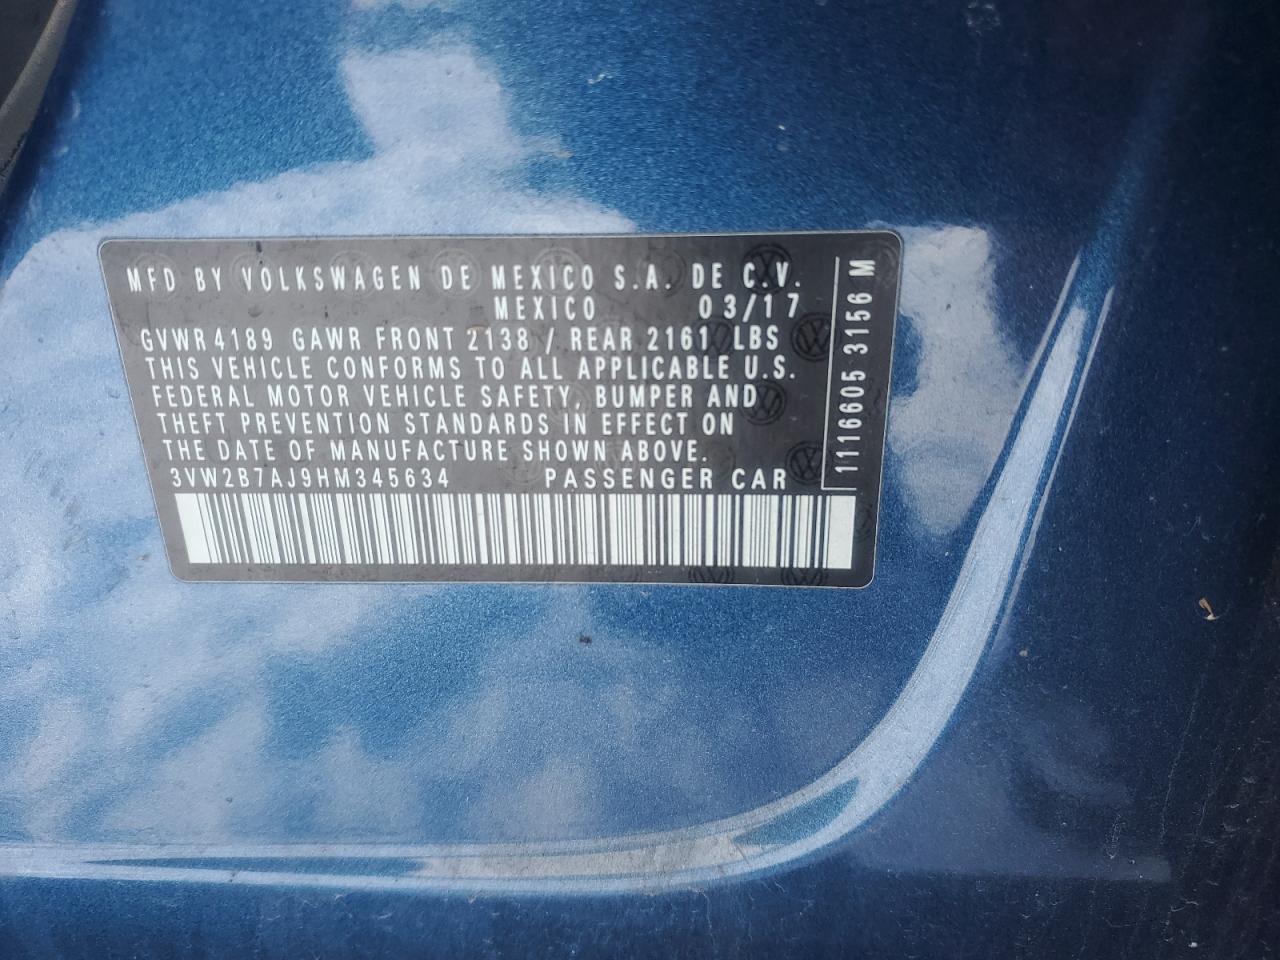 MFD BY VOLKSWAGEN DE MEXICO S.A. DE C.V.
MEXICO 03/17
GVWR 4189 GAWR FRONT 2138 / REAR 2161 LBS
THIS VEHICLE CONFORMS TO ALL APPLICABLE U.S.
FEDERAL MOTOR VEHICLE SAFETY, BUMPER AND
THEFT PREVENTION STANDARDS IN EFFECT ON
THE DATE OF MANUFACTURE SHOWN ABOVE.
3VW2B7AJ9HM345634 PASSENGER CAR
1116605 3156 M